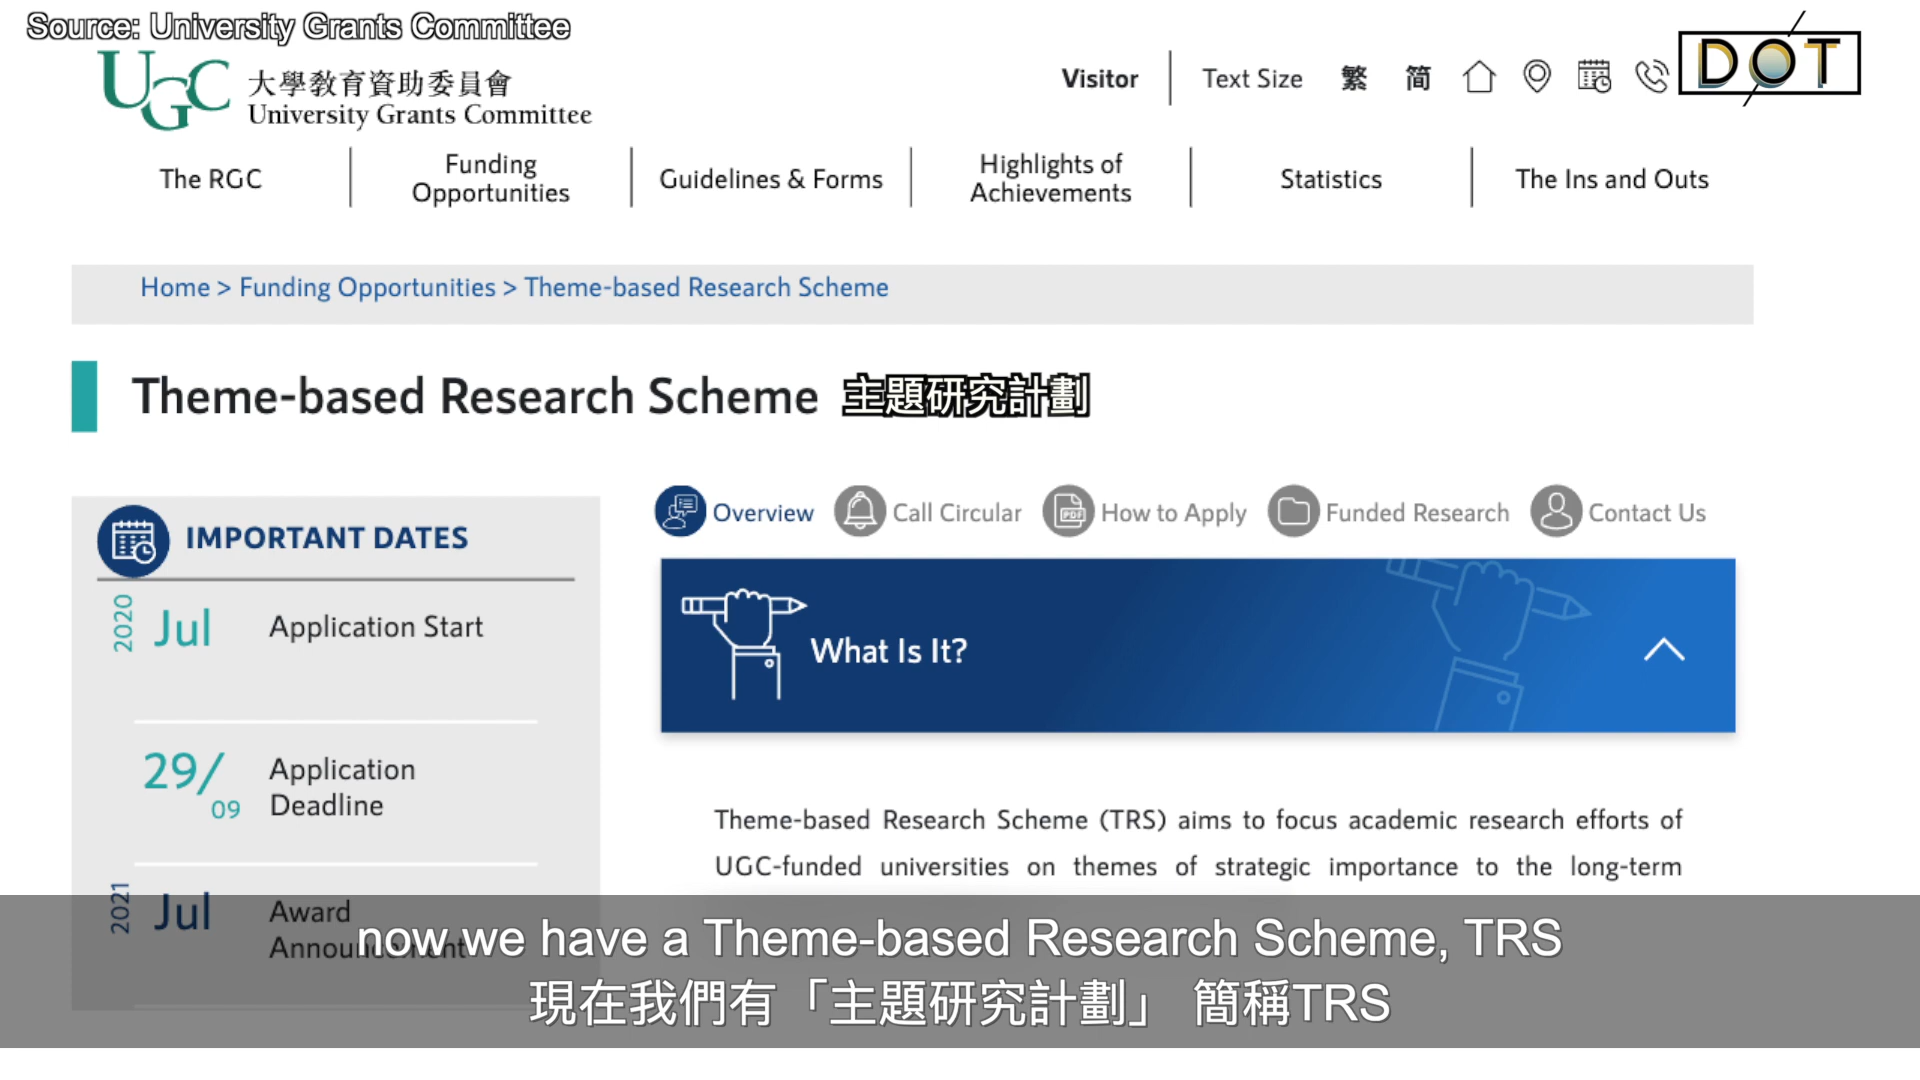 Source: University Grants Committee
UGC 大學教育資助委員會
University Grants Committee
Visitor
Text Size
繁
简
DOT
The RGC
Funding
Opportunities
Guidelines & Forms
Highlights of
Achievements
Statistics
The Ins and Outs
Home > Funding Opportunities > Theme-based Research Scheme
Theme-based Research Scheme 主題研究計劃
IMPORTANT DATES
2020 Jul Application Start
29/09 Application
Deadline
2021 Jul Award
Announcement
Overview
Call Circular
PDF
How to Apply
Funded Research
Contact Us
What Is It?
Theme-based Research Scheme (TRS) aims to focus academic research efforts of
UGC-funded universities on themes of strategic importance to the long-term
now we have a Theme-based Research Scheme, TRS
現在我們有「主題研究計劃」 簡稱TRS